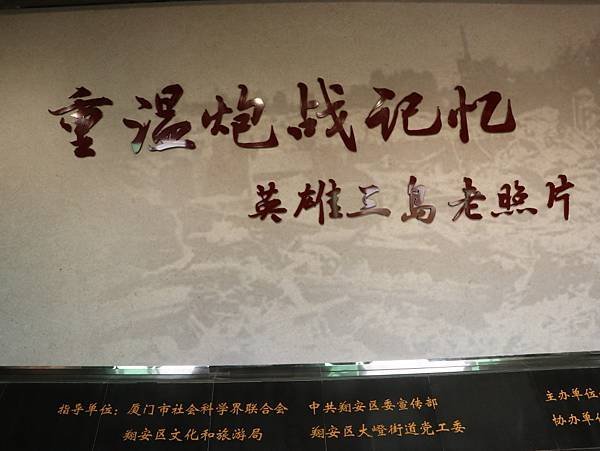 重温炮战记忆
英雄三岛老照片
指导单位：厦门市社会科学界联合会 中共翔安区委宣传部 主办单位
翔安区文化和旅游局 翔安区大嶝街道党工委 协办单位